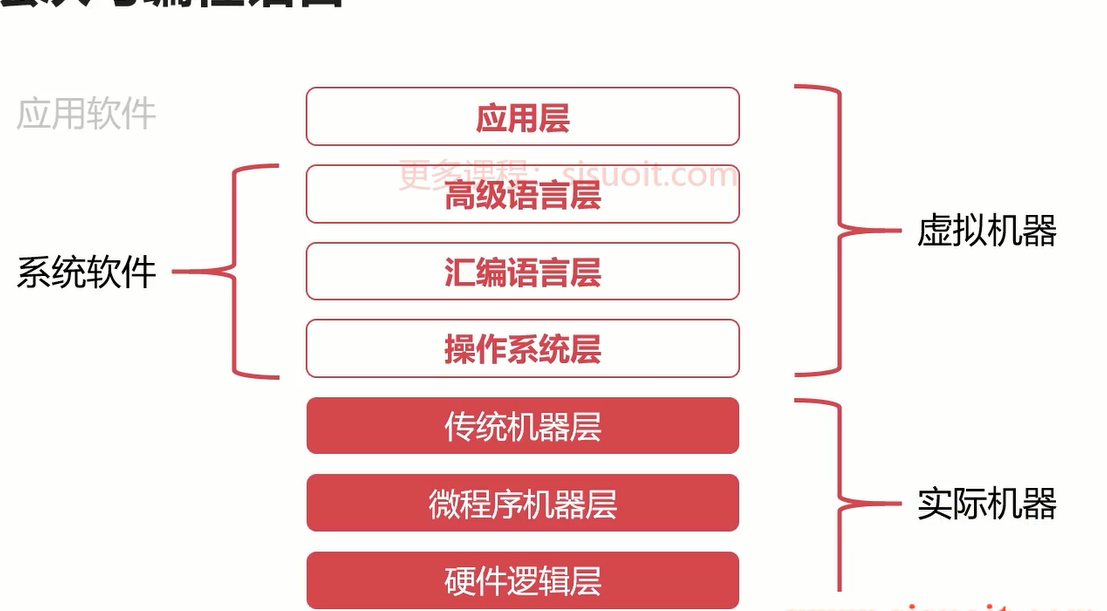 应用软件
应用层
更多课程：sisuoit.com
高级语言层
虚拟机器
系统软件
汇编语言层
操作系统层
传统机器层
微程序机器层
实际机器
硬件逻辑层